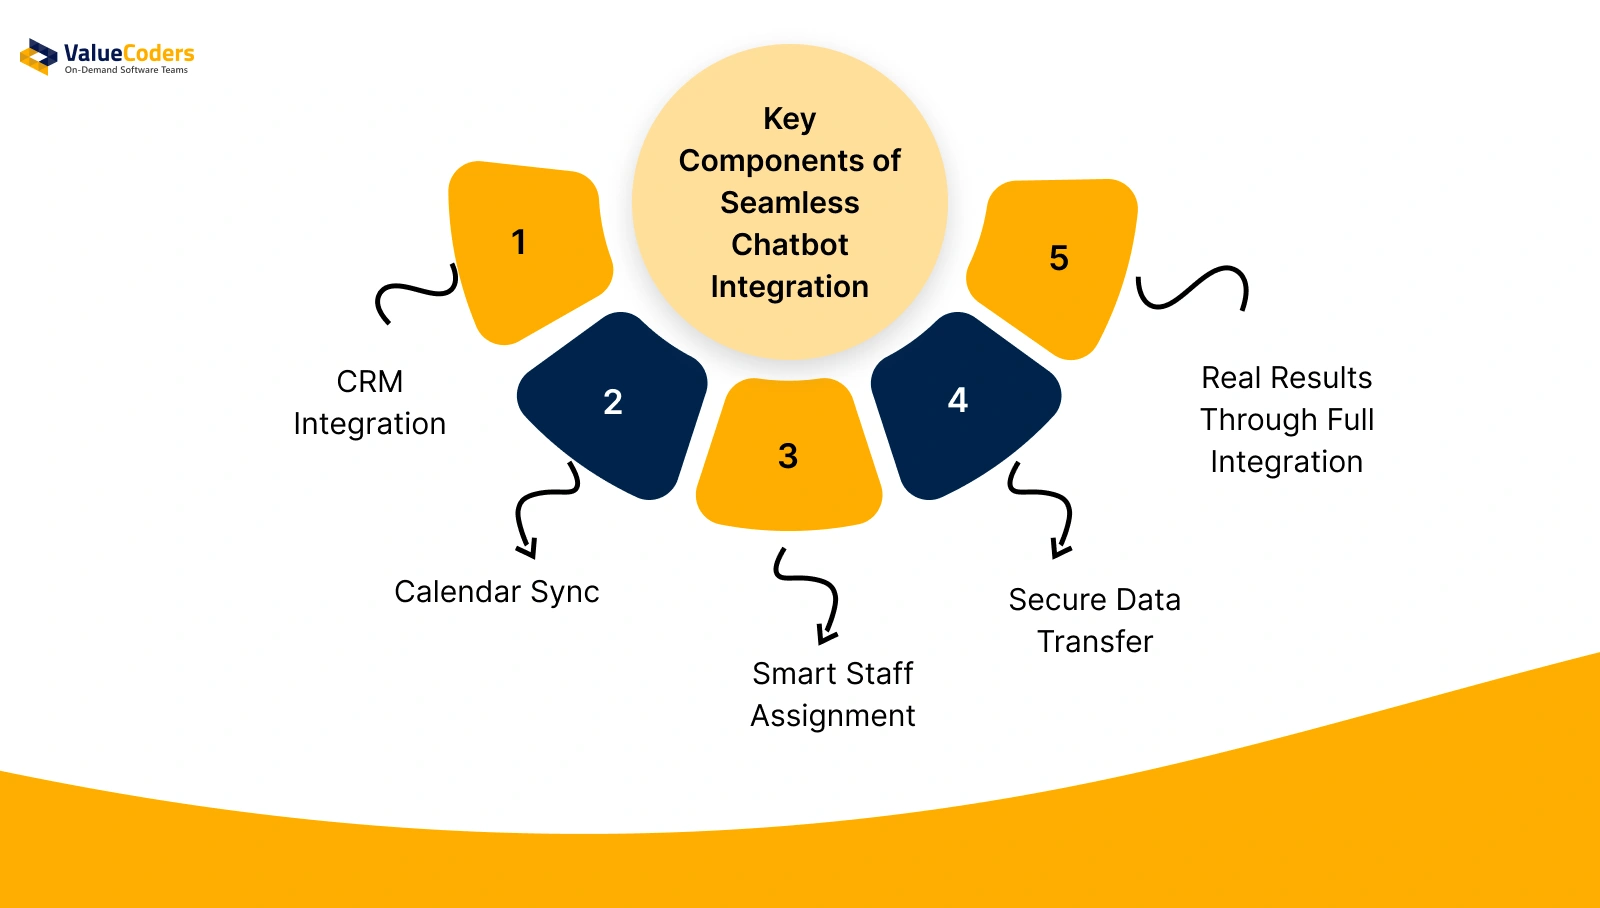 ValueCoders
On-Demand Software Teams
Key
Components of
Seamless
Chatbot
Integration
1
CRM
Integration
2
Calendar Sync
3
Smart Staff
Assignment
4
Secure Data
Transfer
5
Real Results
Through Full
Integration